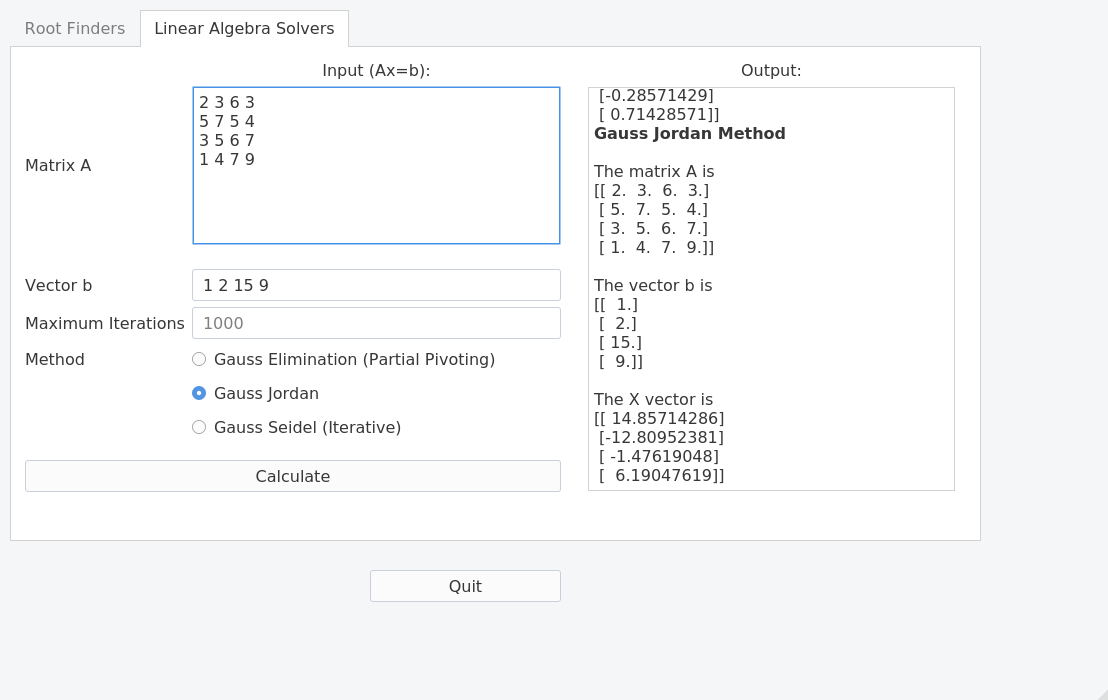 Root Finders
Linear Algebra Solvers
Input (Ax=b):
Matrix A
2 3 6 3
5 7 5 4
3 5 6 7
1 4 7 9
Vector b
1 2 15 9
Maximum Iterations
1000
Method
Gauss Elimination (Partial Pivoting)
Gauss Jordan
Gauss Seidel (Iterative)
Calculate
Output:
[-0.28571429]
[ 0.71428571]]
Gauss Jordan Method
The matrix A is
[[ 2.  3.  6.  3.]
[ 5.  7.  5.  4.]
[ 3.  5.  6.  7.]
[ 1.  4.  7.  9.]]
The vector b is
[[  1.]
[  2.]
[ 15.]
[  9.]]
The X vector is
[[ 14.85714286]
[-12.80952381]
[ -1.47619048]
[  6.19047619]]
Quit